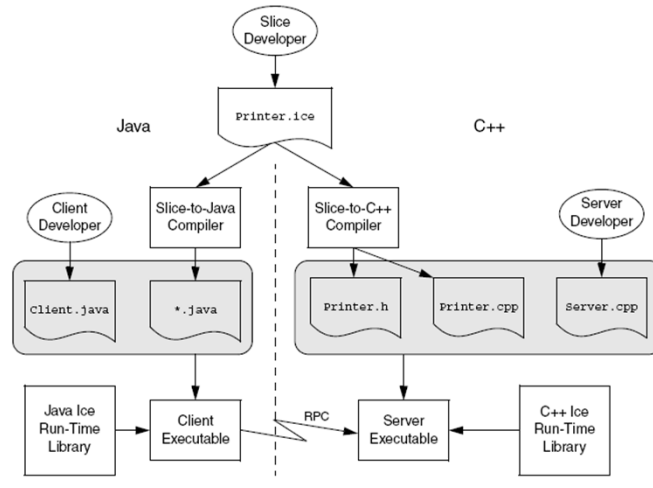 Slice
Developer
Printer.ice
Java
C++
Client
Developer
Slice-to-Java
Compiler
Slice-to-C++
Compiler
Server
Developer
Client.java
*.java
Printer.h
Printer.cpp
Server.cpp
Java Ice
Run-Time
Library
Client
Executable
RPC
Server
Executable
C++ Ice
Run-Time
Library